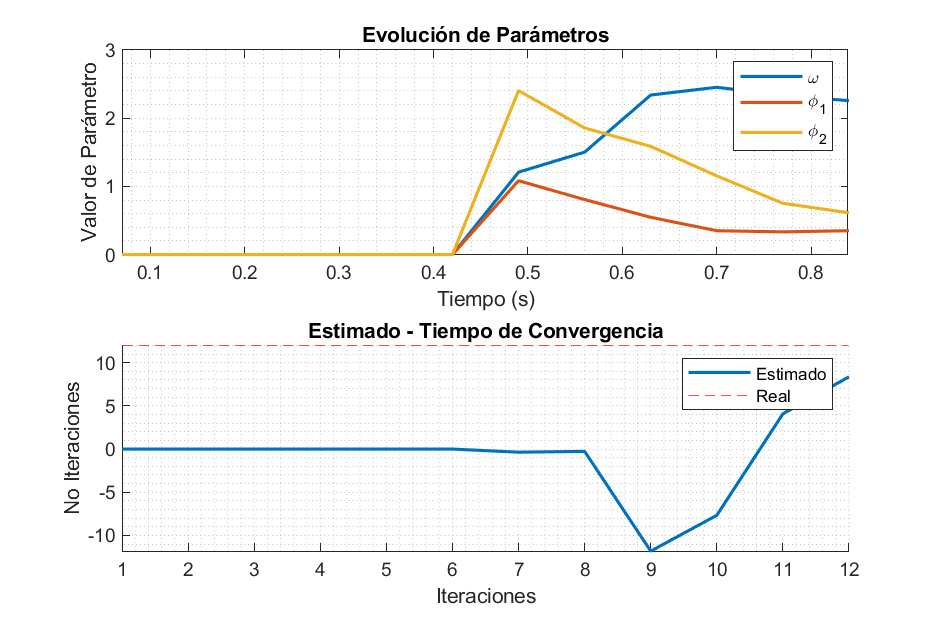 Evolución de Parámetros
Valor de Parámetro
3
2
1
0
ω
ϕ1
ϕ2
0.1 0.2 0.3 0.4 0.5 0.6 0.7 0.8
Tiempo (s)
Estimado - Tiempo de Convergencia
No Iteraciones
10
5
0
-5
-10
Estimado
Real
1 2 3 4 5 6 7 8 9 10 11 12
Iteraciones